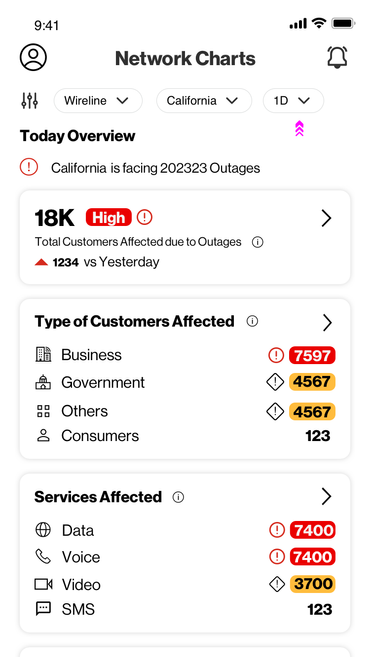 9:41
Network Charts
Wireline California 1D
Today Overview
California is facing 202323 Outages
18K High
Total Customers Affected due to Outages
1234 vs Yesterday
Type of Customers Affected
Business 7597
Government 4567
Others 4567
Consumers 123
Services Affected
Data 7400
Voice 7400
Video 3700
SMS 123